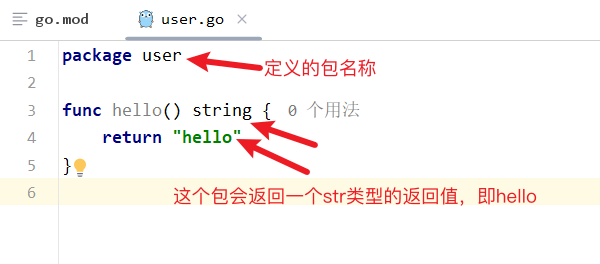 go.mod
user.go
1 package user
定义的包名称
2
3 func hello() string { 0 个用法
4 return "hello"
5 }
这个包会返回一个str类型的返回值，即hello
6